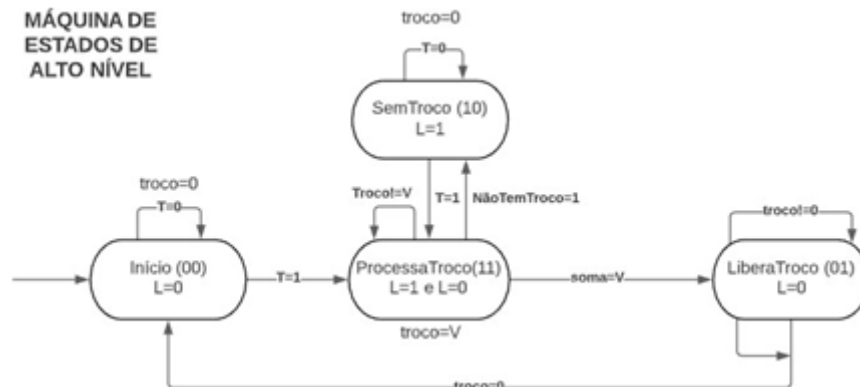 MÁQUINA DE
ESTADOS DE
ALTO NÍVEL
troco=0
T=0
SemTroco (10)
L=1
troco=0
T=0
Troco!=V
T=1
NãoTemTroco=1
troco!=0
Início (00)
L=0
T=1
ProcessaTroco(11)
L=1 e L=0
soma=V
LiberaTroco (01)
L=0
troco=V
troco=0